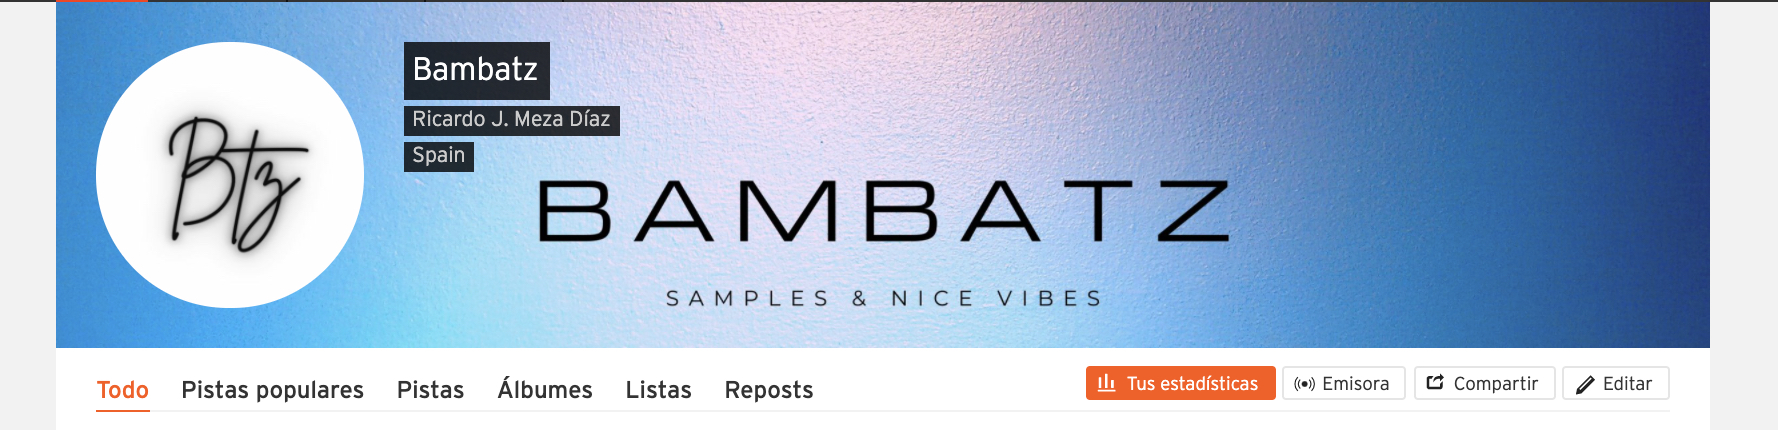 Btz
Bambatz
Ricardo J. Meza Díaz
Spain
BAMBATZ
SAMPLES & NICE VIBES
Todo Pistas populares Pistas Álbumes Listas Reposts Tus estadísticas Emisora Compartir Editar